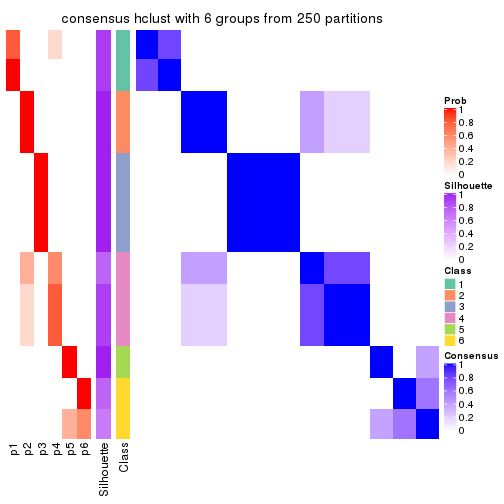 consensus hclust with 6 groups from 250 partitions
Prob
1
0.8
0.6
0.4
0.2
0
Silhouette
1
0.8
0.6
0.4
0.2
0
Class
1
2
3
4
5
6
Consensus
1
0.8
0.6
0.4
0.2
0
p1
p2
p3
p4
p5
p6
Silhouette
Class